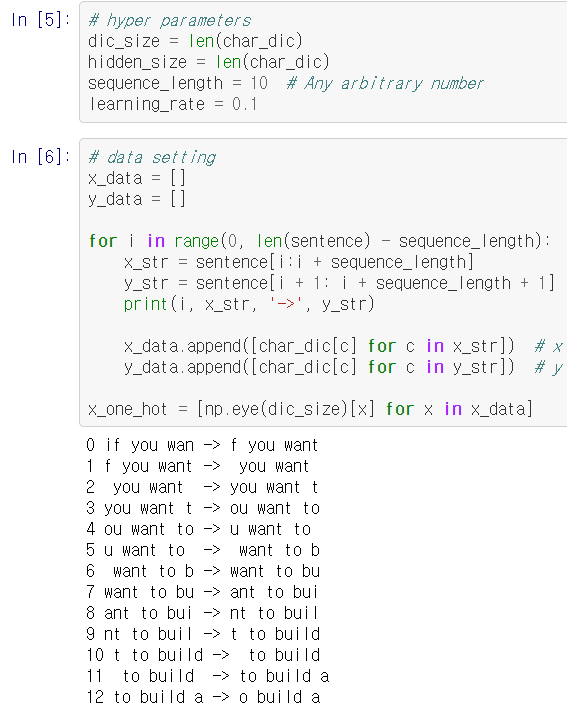 In [5]: # hyper parameters
dic_size = len(char_dic)
hidden_size = len(char_dic)
sequence_length = 10  # Any arbitrary number
learning_rate = 0.1
In [6]: # data setting
x_data = []
y_data = []
for i in range(0, len(sentence) - sequence_length):
    x_str = sentence[i:i + sequence_length]
    y_str = sentence[i + 1: i + sequence_length + 1]
    print(i, x_str, '->', y_str)
    x_data.append([char_dic[c] for c in x_str])  # x
    y_data.append([char_dic[c] for c in y_str])  # y
x_one_hot = [np.eye(dic_size)[x] for x in x_data]
0 if you wan -> f you want
1 f you want ->  you want 
2  you want  -> you want t
3 you want t -> ou want to
4 ou want to -> u want to 
5 u want to  ->  want to b
6  want to b -> want to bu
7 want to bu -> ant to bui
8 ant to bui -> nt to buil
9 nt to buil -> t to build
10 t to build ->  to build 
11  to build  -> to build a
12 to build a -> o build a